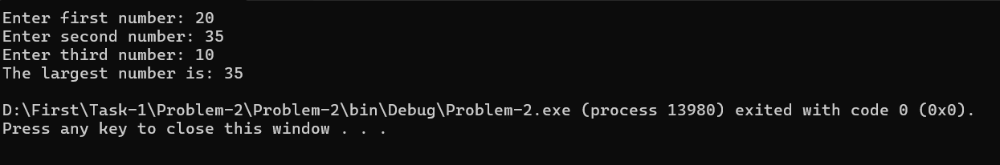 Enter first number: 20
Enter second number: 35
Enter third number: 10
The largest number is: 35
D:\First\Task-1\Problem-2\Problem-2\bin\Debug\Problem-2.exe (process 13980) exited with code 0 (0x0).
Press any key to close this window . . .